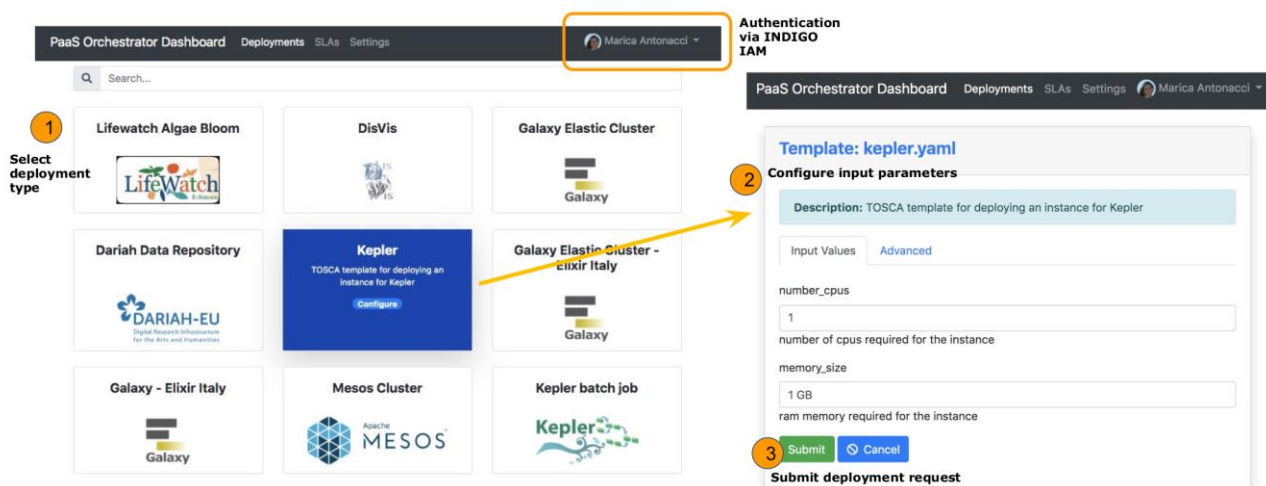 PaaS Orchestrator Dashboard Deployments SLAs Settings Marica Antonacci
Authentication
via INDIGO
IAM
Search...
1
Select
deployment
type
Lifewatch Algae Bloom
LifeWatch
DisVis
IS
IS
Galaxy Elastic Cluster
Galaxy
Dariah Data Repository
DARIAH-EU
Digital Research Infrastructure
for the Arts and Humanities
Kepler
TOSCA template for deploying an
instance for Kepler
Configure
Galaxy Elastic Cluster -
Elixir Italy
Galaxy
Galaxy - Elixir Italy
Galaxy
Mesos Cluster
Apache
MESOS
Kepler batch job
Kepler
PaaS Orchestrator Dashboard Deployments SLAs Settings Marica Antonacci
Template: kepler.yaml
2
Configure input parameters
Description: TOSCA template for deploying an instance for Kepler
Input Values Advanced
number_cpus
1
number of cpus required for the instance
memory_size
1 GB
ram memory required for the instance
3
Submit Cancel
Submit deployment request